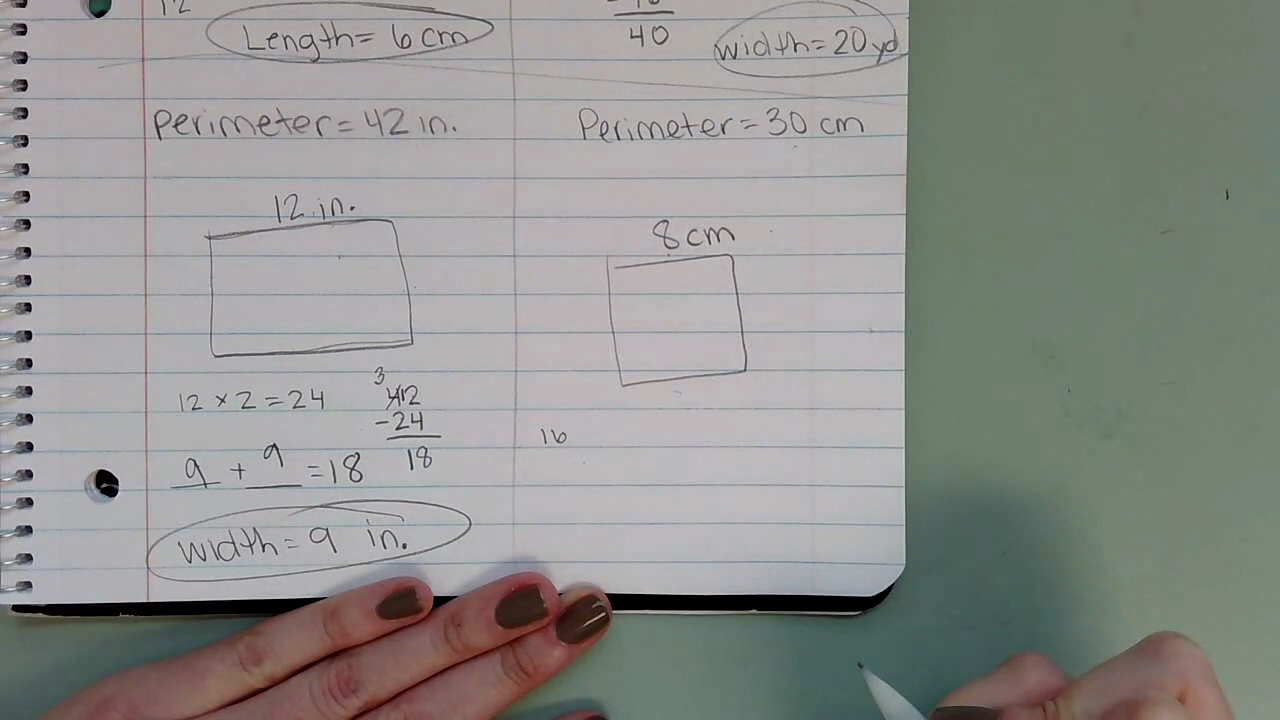 12
Length = 6 cm
40
width = 20 yd
perimeter = 42 in.
12 in.
12 × 2 = 24
3
412
-24
18
9 + 9 = 18
width = 9 in.
Perimeter = 30 cm
8 cm
16